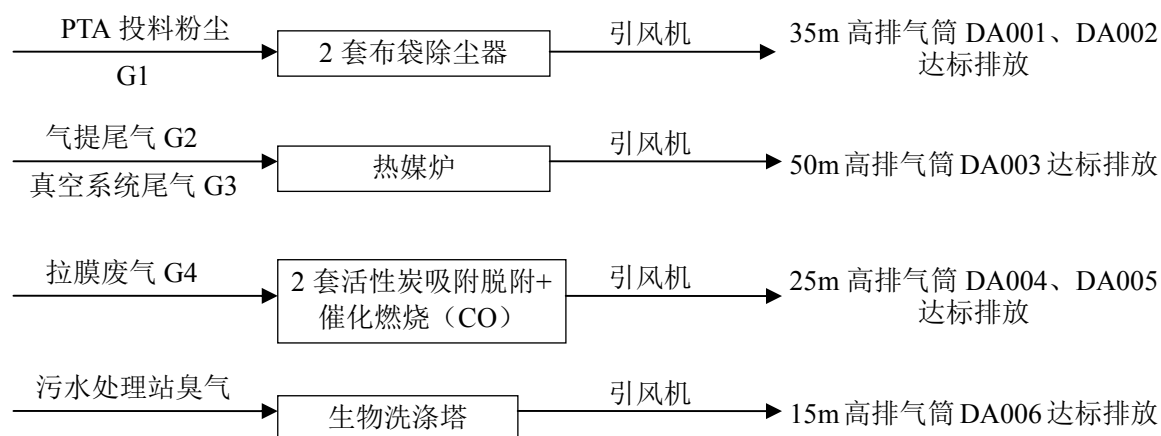 PTA 投料粉尘
G1
2 套布袋除尘器
引风机
35m 高排气筒 DA001、DA002
达标排放
气提尾气 G2
真空系统尾气 G3
热媒炉
引风机
50m 高排气筒 DA003 达标排放
拉膜废气 G4
2 套活性炭吸附脱附+
催化燃烧（CO）
引风机
25m 高排气筒 DA004、DA005
达标排放
污水处理站臭气
生物洗涤塔
引风机
15m 高排气筒 DA006 达标排放